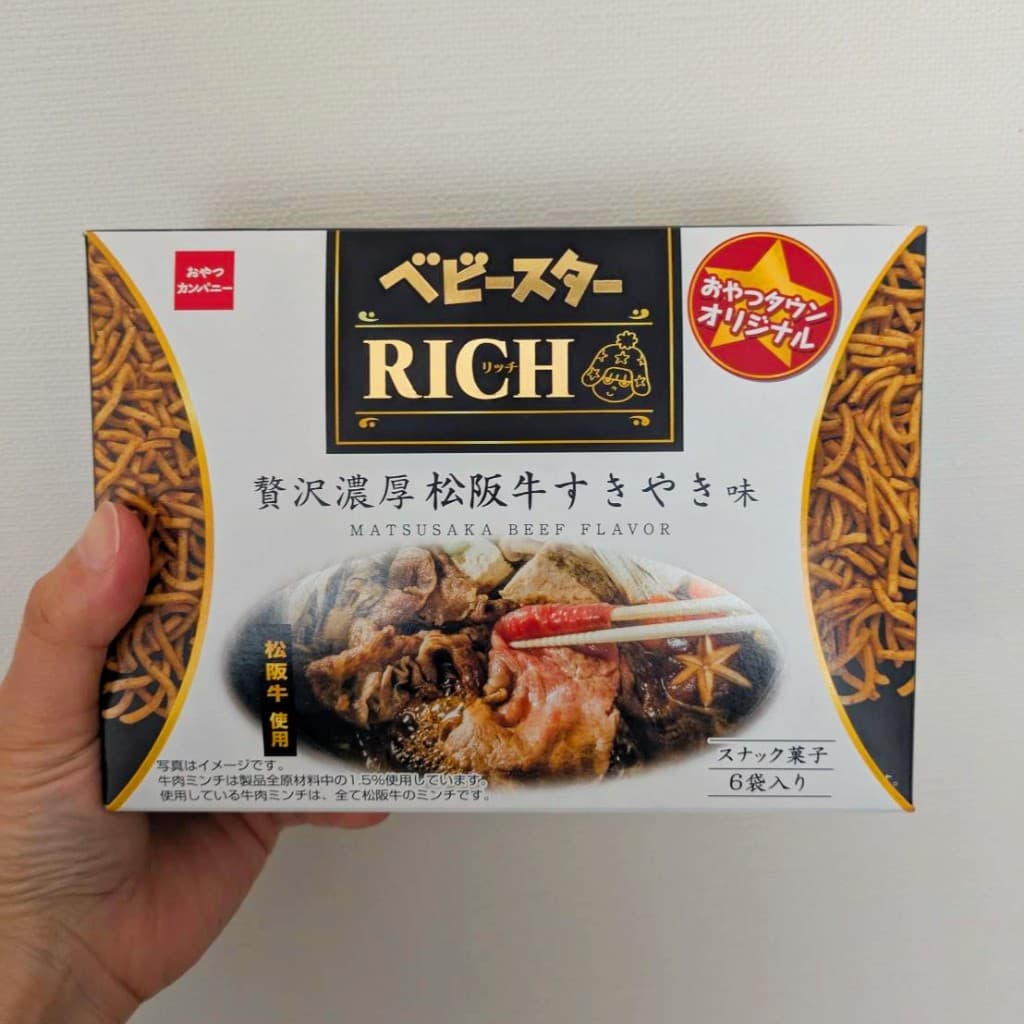 おやつ
カンパニー
ベビースター
RICH
リッチ
おやつタウン
オリジナル
贅沢濃厚松阪牛すきやき味
MATSUSAKA BEEF FLAVOR
松阪牛 使用
写真はイメージです。
牛肉ミンチは製品全原材料中の1.5%使用しています。
使用している牛肉ミンチは、全て松阪牛のミンチです。
スナック菓子
6袋入り